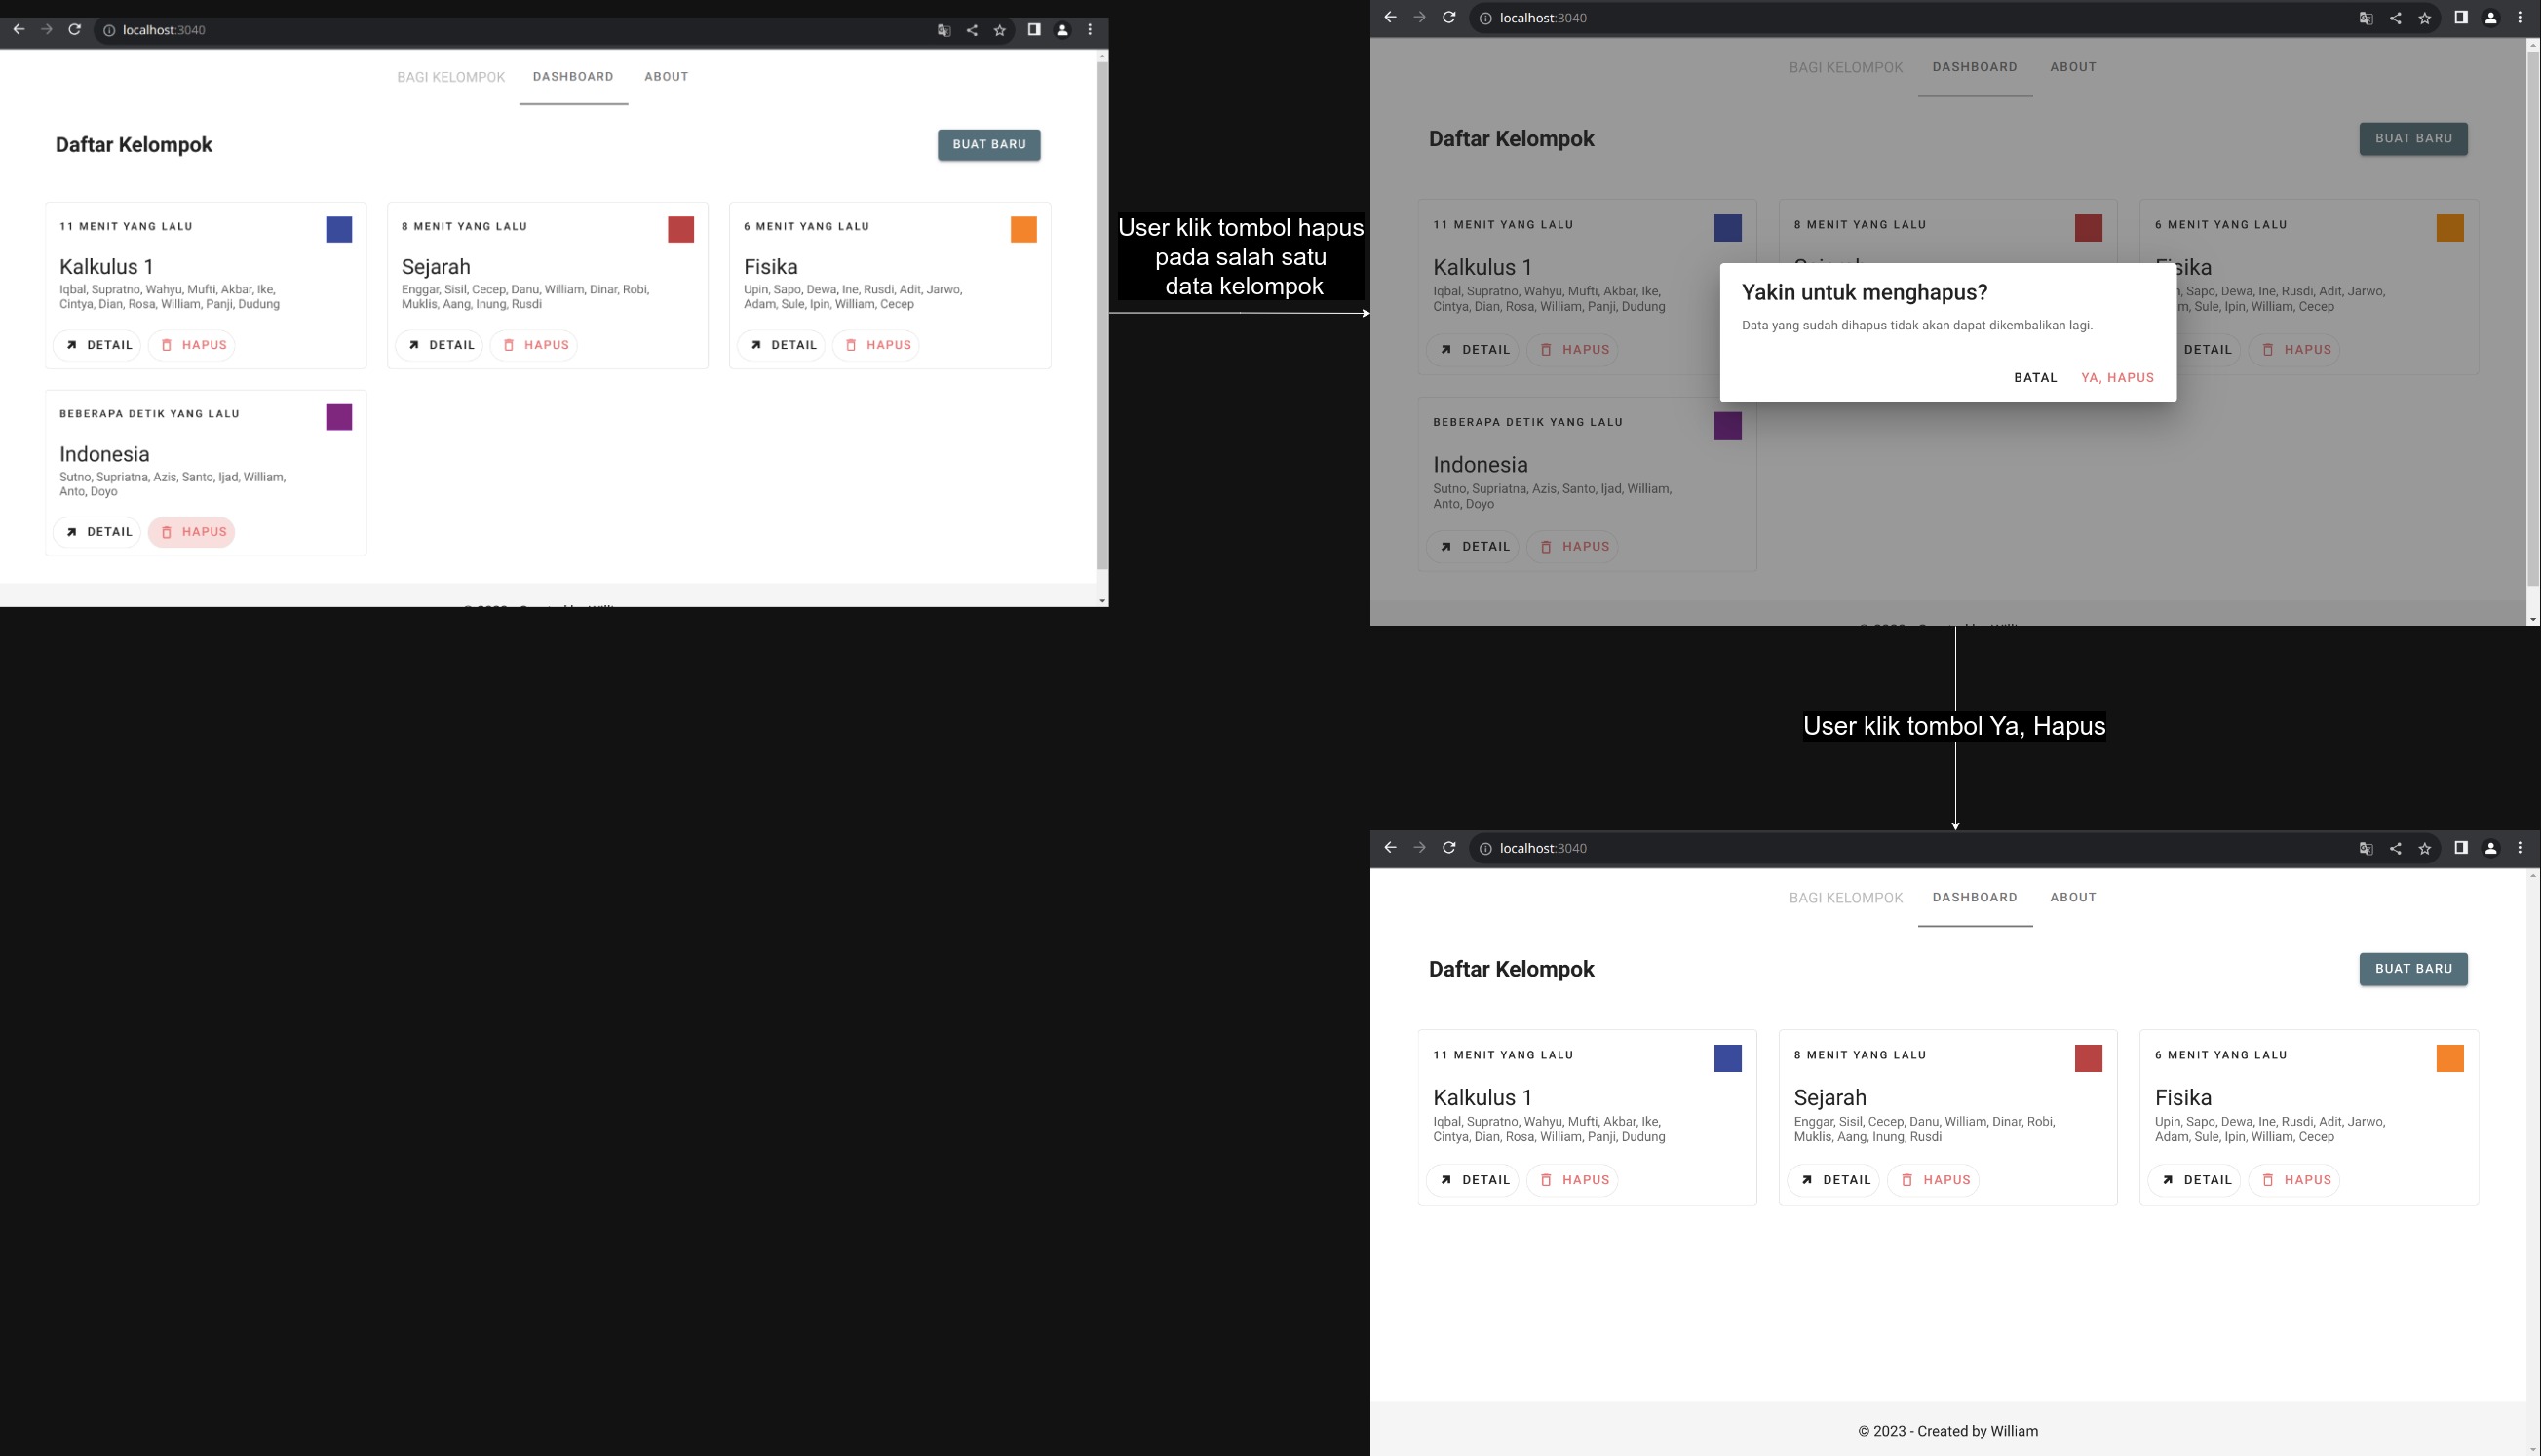 localhost:3040
BAGI KELOMPOK DASHBOARD ABOUT
Daftar Kelompok
BUAT BARU
11 MENIT YANG LALU
Kalkulus 1
Iqbal, Supratno, Wahyu, Mufti, Akbar, Ike,
Cintya, Dian, Rosa, William, Panji, Dudung
DETAIL HAPUS
8 MENIT YANG LALU
Sejarah
Enggar, Sisil, Cecep, Danu, William, Dinar, Robi,
Muklis, Aang, Inung, Rusdi
DETAIL HAPUS
6 MENIT YANG LALU
Fisika
Upin, Sapo, Dewa, Ine, Rusdi, Adit, Jarwo,
Adam, Sule, Ipin, William, Cecep
DETAIL HAPUS
BEBERAPA DETIK YANG LALU
Indonesia
Sutno, Supriatna, Azis, Santo, Ijad, William,
Anto, Doyo
DETAIL HAPUS
User klik tombol hapus
pada salah satu
data kelompok
localhost:3040
BAGI KELOMPOK DASHBOARD ABOUT
Daftar Kelompok
BUAT BARU
11 MENIT YANG LALU
Kalkulus 1
Iqbal, Supratno, Wahyu, Mufti, Akbar, Ike,
Cintya, Dian, Rosa, William, Panji, Dudung
DETAIL HAPUS
8 MENIT YANG LALU
6 MENIT YANG LALU
Sapo, Dewa, Ine, Rusdi, Adit, Jarwo,
Sule, Ipin, William, Cecep
DETAIL HAPUS
Yakin untuk menghapus?
Data yang sudah dihapus tidak akan dapat dikembalikan lagi.
BATAL YA, HAPUS
BEBERAPA DETIK YANG LALU
Indonesia
Sutno, Supriatna, Azis, Santo, Ijad, William,
Anto, Doyo
DETAIL HAPUS
User klik tombol Ya, Hapus
localhost:3040
BAGI KELOMPOK DASHBOARD ABOUT
Daftar Kelompok
BUAT BARU
11 MENIT YANG LALU
Kalkulus 1
Iqbal, Supratno, Wahyu, Mufti, Akbar, Ike,
Cintya, Dian, Rosa, William, Panji, Dudung
DETAIL HAPUS
8 MENIT YANG LALU
Sejarah
Enggar, Sisil, Cecep, Danu, William, Dinar, Robi,
Muklis, Aang, Inung, Rusdi
DETAIL HAPUS
6 MENIT YANG LALU
Fisika
Upin, Sapo, Dewa, Ine, Rusdi, Adit, Jarwo,
Adam, Sule, Ipin, William, Cecep
DETAIL HAPUS
© 2023 - Created by William